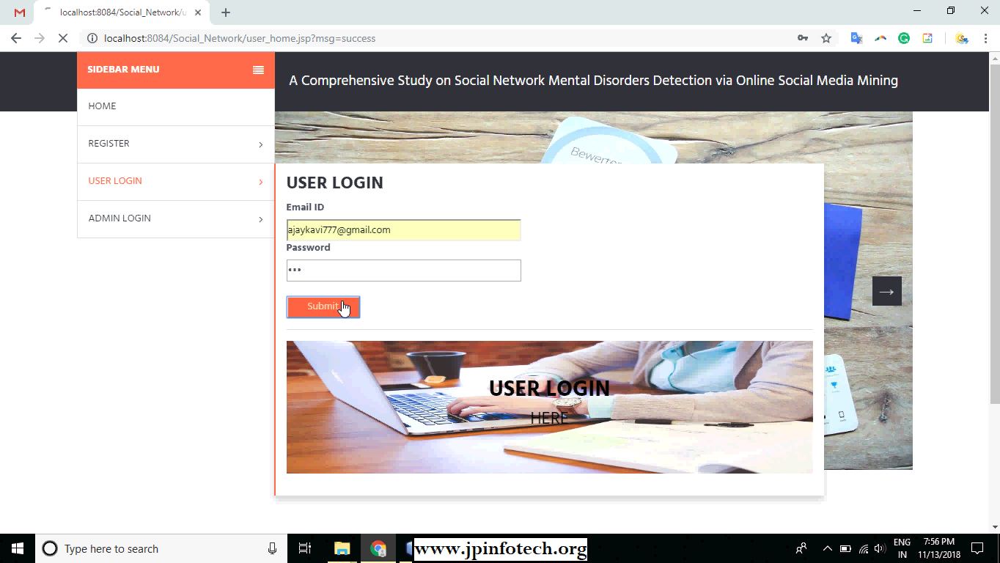 localhost:8084/Social_Network/u
localhost:8084/Social_Network/user_home.jsp?msg=success
SIDEBAR MENU
A Comprehensive Study on Social Network Mental Disorders Detection via Online Social Media Mining
HOME
REGISTER
USER LOGIN
ADMIN LOGIN
USER LOGIN
Email ID
ajaykavi777@gmail.com
Password
Submit
USER LOGIN
HERE
Type here to search
www.jpinfotech.org
ENG
IN
7:56 PM
11/13/2018